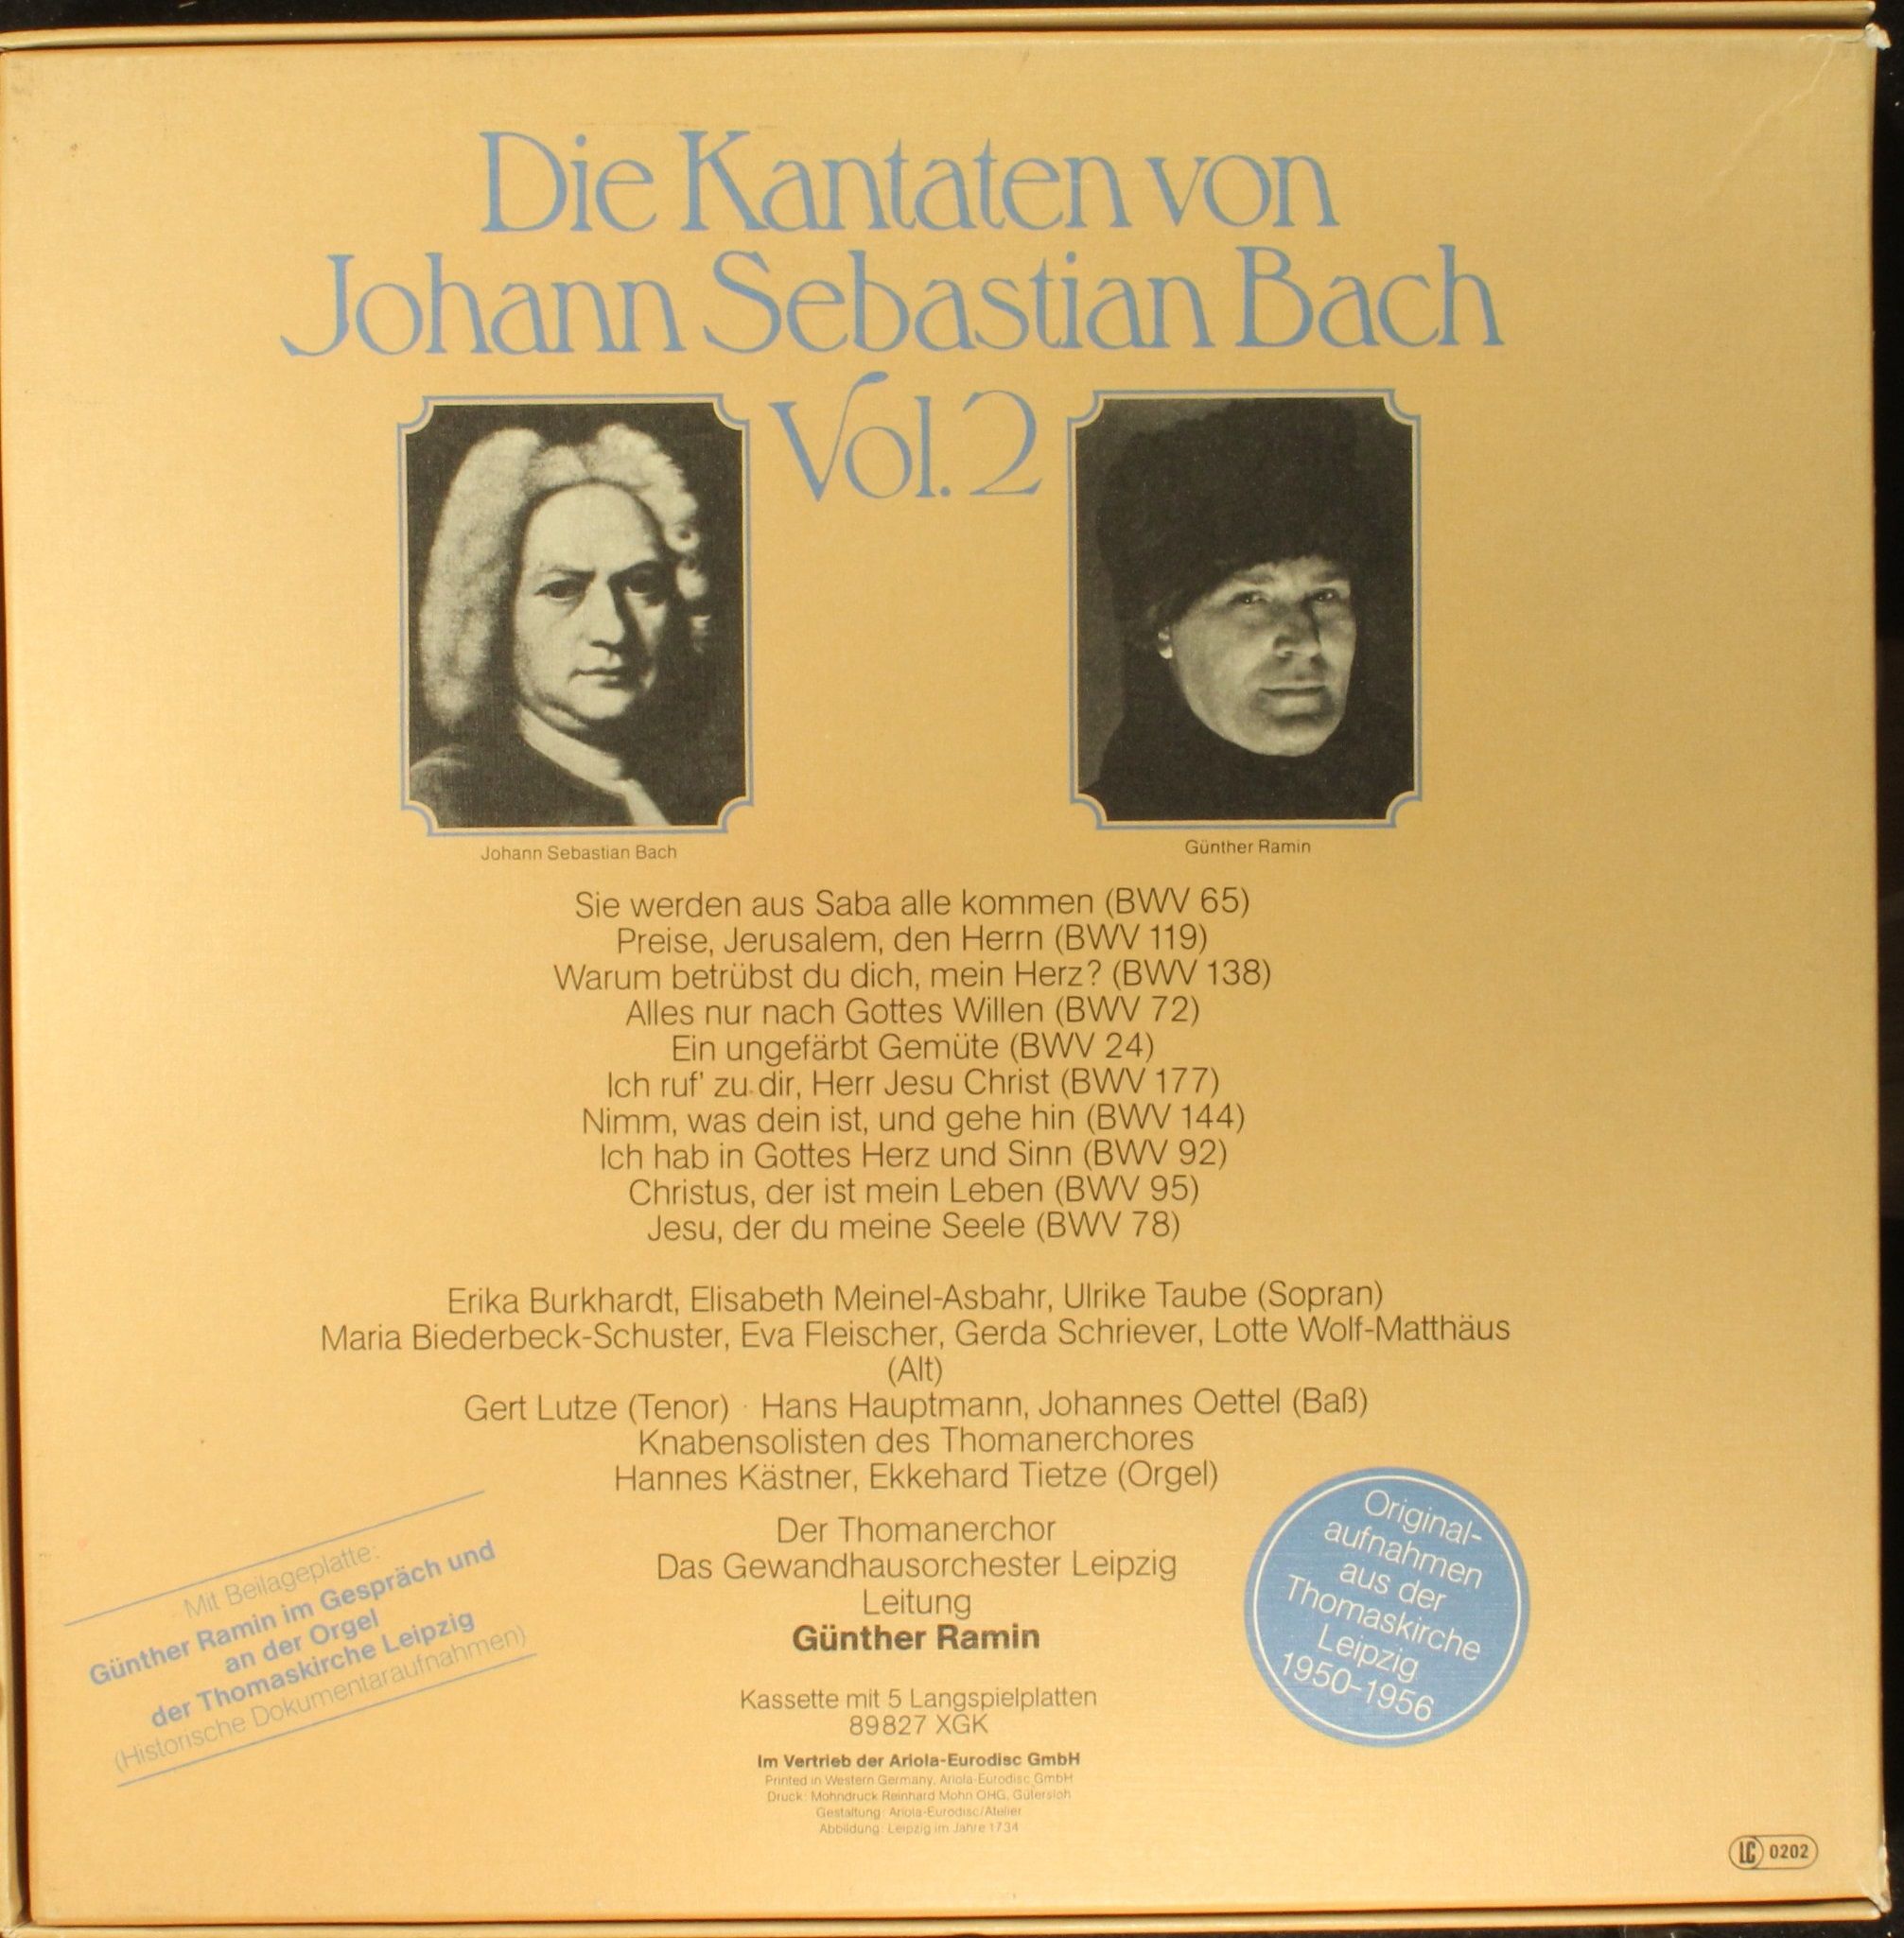 Die Kantaten von
Johann Sebastian Bach
Vol. 2
Johann Sebastian Bach
Günther Ramin
Sie werden aus Saba alle kommen (BWV 65)
Preise, Jerusalem, den Herrn (BWV 119)
Warum betrübst du dich, mein Herz? (BWV 138)
Alles nur nach Gottes Willen (BWV 72)
Ein ungefärbt Gemüte (BWV 24)
Ich ruf' zu dir, Herr Jesu Christ (BWV 177)
Nimm, was dein ist, und gehe hin (BWV 144)
Ich hab in Gottes Herz und Sinn (BWV 92)
Christus, der ist mein Leben (BWV 95)
Jesu, der du meine Seele (BWV 78)
Erika Burkhardt, Elisabeth Meinel-Asbahr, Ulrike Taube (Sopran)
Maria Biederbeck-Schuster, Eva Fleischer, Gerda Schriever, Lotte Wolf-Matthäus
(Alt)
Gert Lutze (Tenor) · Hans Hauptmann, Johannes Oettel (Baß)
Knabensolisten des Thomanerchores
Hannes Kästner, Ekkehard Tietze (Orgel)
Der Thomanerchor
Das Gewandhausorchester Leipzig
Leitung
Günther Ramin
Mit Beilageplatte:
Günther Ramin im Gespräch und
an der Orgel
der Thomaskirche Leipzig
(Historische Dokumentaraufnahmen)
Original-
aufnahmen
aus der
Thomaskirche
Leipzig
1950-1956
Kassette mit 5 Langspielplatten
89827 XGK
Im Vertrieb der Ariola-Eurodisc GmbH
Printed in Western Germany, Ariola-Eurodisc GmbH
Druck: Mohndruck Reinhard Mohn OHG, Gütersloh
Gestaltung: Ariola-Eurodisc/Atelier
Abbildung: Leipzig im Jahre 1734
LC 0202